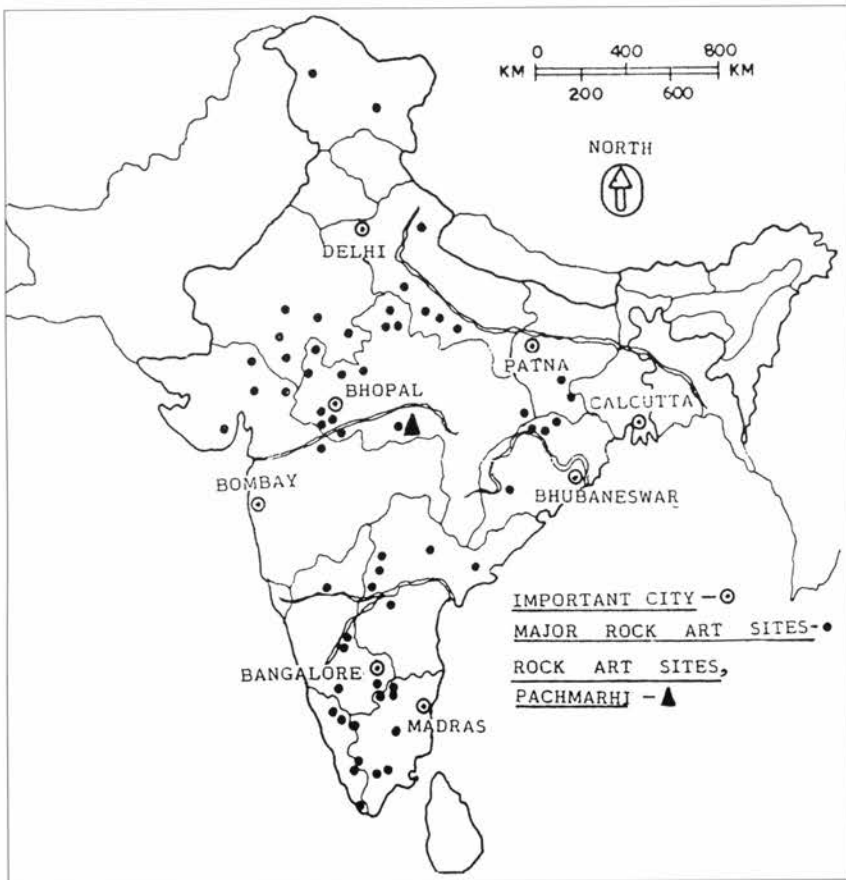 0 400 800
KM KM
200 600
NORTH
DELHI
PATNA
BHOPAL
CALCUTTA
BOMBAY
BHUBANESWAR
IMPORTANT CITY -
MAJOR ROCK ART SITES-
ROCK ART SITES,
BANGALORE
PACHMARHI -
MADRAS